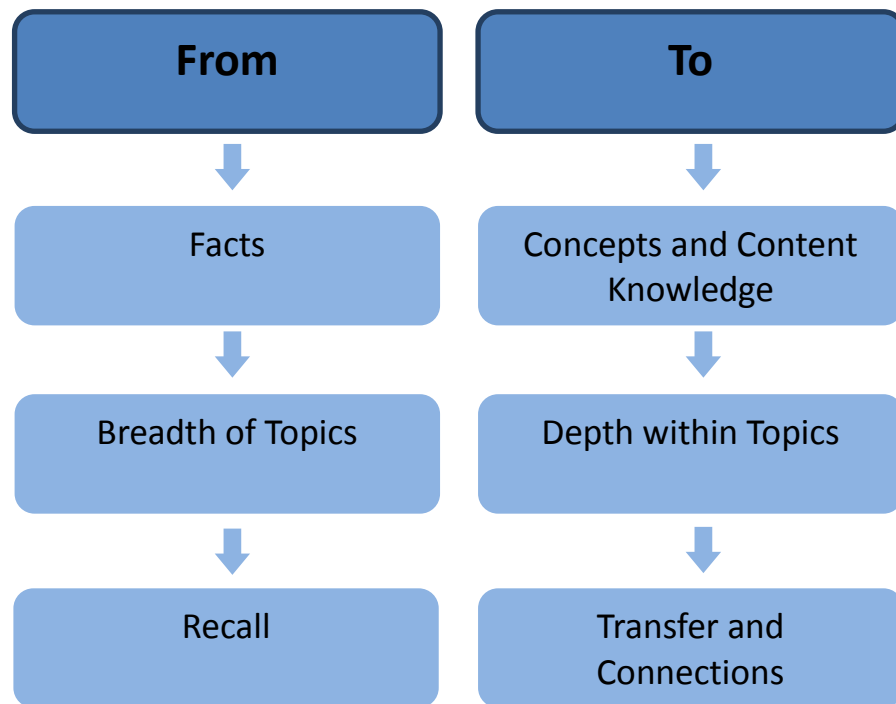 From
To
Facts
Concepts and Content
Knowledge
Breadth of Topics
Depth within Topics
Recall
Transfer and
Connections